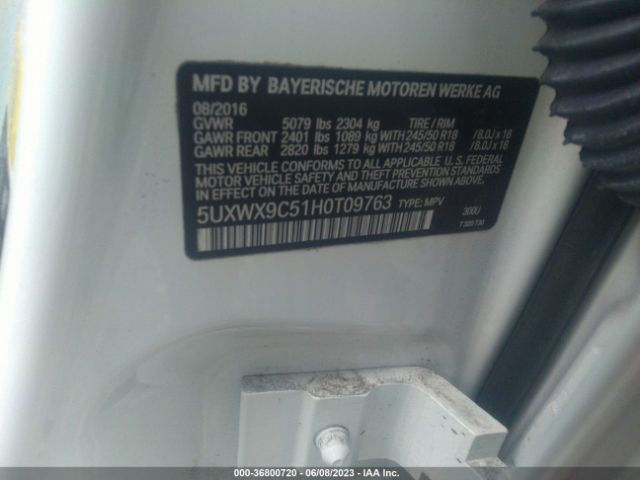 MFD BY BAYERISCHE MOTOREN WERKE AG
08/2016
GVWR 5079 lbs 2304 kg TIRE / RIM
GAWR FRONT 2401 lbs 1089 kg WITH 245/50 R18 / 8.0J x 18
GAWR REAR 2820 lbs 1279 kg WITH 245/50 R18 / 8.0J x 18
THIS VEHICLE CONFORMS TO ALL APPLICABLE U.S. FEDERAL
MOTOR VEHICLE SAFETY AND THEFT PREVENTION STANDARDS
IN EFFECT ON THE DATE OF MANUFACTURE SHOWN ABOVE.
5UXWX9C51H0T09763 TYPE: MPV 300U
7 320 730
000-36800720 - 06/08/2023 - IAA Inc.